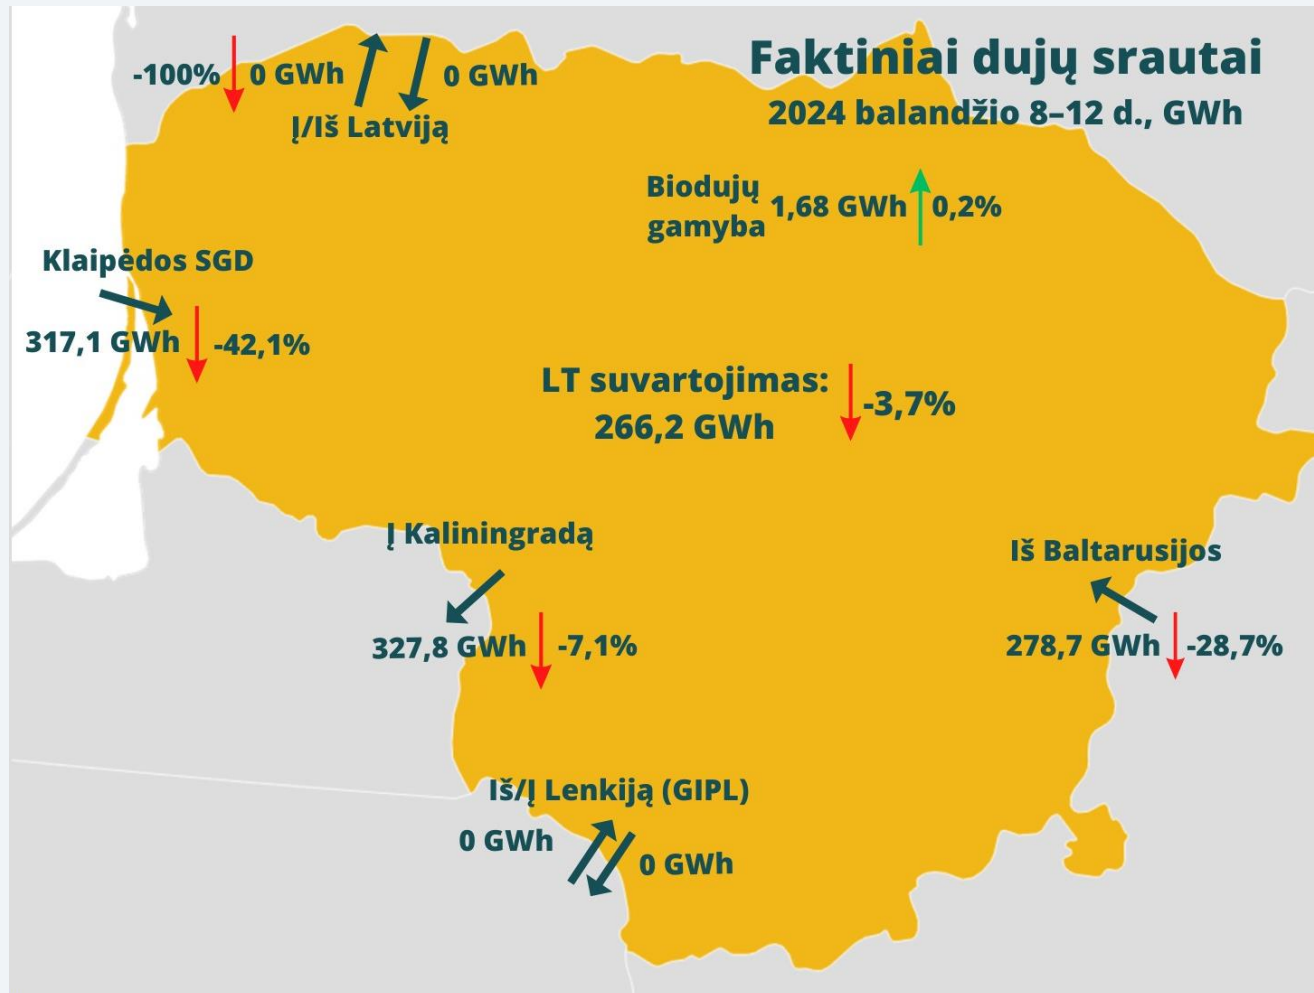 Faktiniai dujų srautai
2024 balandžio 8–12 d., GWh
-100%
0 GWh
0 GWh
Į/Iš Latviją
Biodujų
gamyba
1,68 GWh
0,2%
Klaipėdos SGD
317,1 GWh
-42,1%
LT suvartojimas:
266,2 GWh
-3,7%
Į Kaliningradą
327,8 GWh
-7,1%
Iš Baltarusijos
278,7 GWh
-28,7%
Iš/Į Lenkiją (GIPL)
0 GWh
0 GWh